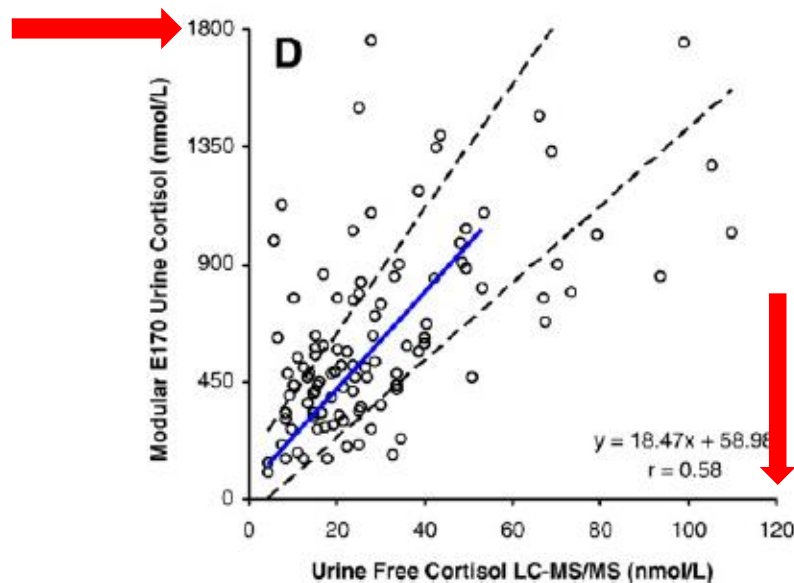 1800
D
1350
900
450
0
Modular E170 Urine Cortisol (nmol/L)
y = 18.47x + 58.98
r = 0.58
0 20 40 60 80 100 120
Urine Free Cortisol LC-MS/MS (nmol/L)